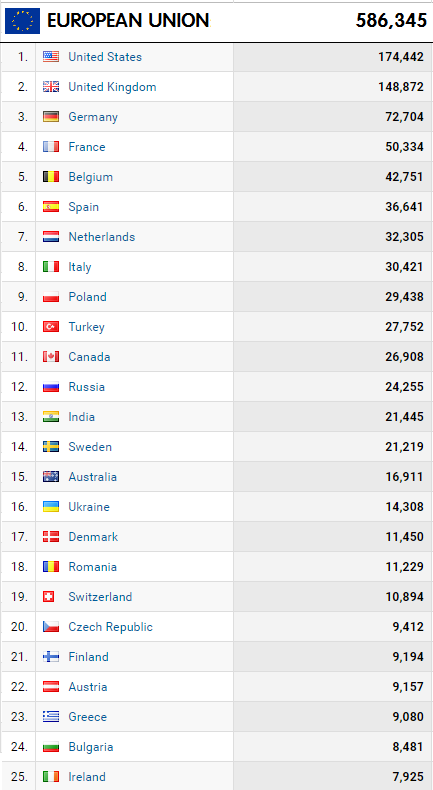 EUROPEAN UNION 586,345
1. United States 174,442
2. United Kingdom 148,872
3. Germany 72,704
4. France 50,334
5. Belgium 42,751
6. Spain 36,641
7. Netherlands 32,305
8. Italy 30,421
9. Poland 29,438
10. Turkey 27,752
11. Canada 26,908
12. Russia 24,255
13. India 21,445
14. Sweden 21,219
15. Australia 16,911
16. Ukraine 14,308
17. Denmark 11,450
18. Romania 11,229
19. Switzerland 10,894
20. Czech Republic 9,412
21. Finland 9,194
22. Austria 9,157
23. Greece 9,080
24. Bulgaria 8,481
25. Ireland 7,925